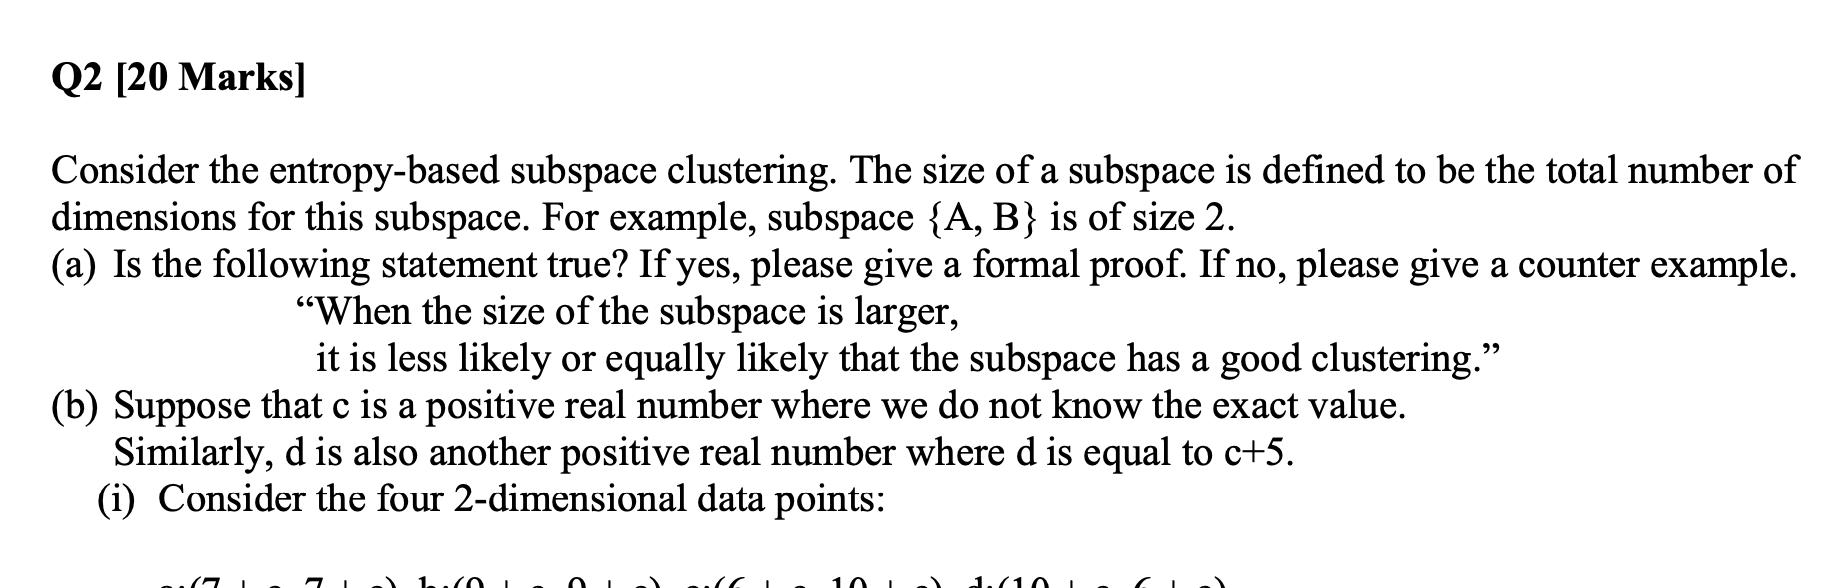 Q2 [20 Marks]
Consider the entropy-based subspace clustering. The size of a subspace is defined to be the total number of
dimensions for this subspace. For example, subspace {A, B} is of size 2.
(a) Is the following statement true? If yes, please give a formal proof. If no, please give a counter example.
“When the size of the subspace is larger,
it is less likely or equally likely that the subspace has a good clustering.”
(b) Suppose that c is a positive real number where we do not know the exact value.
Similarly, d is also another positive real number where d is equal to c+5.
(i) Consider the four 2-dimensional data points: